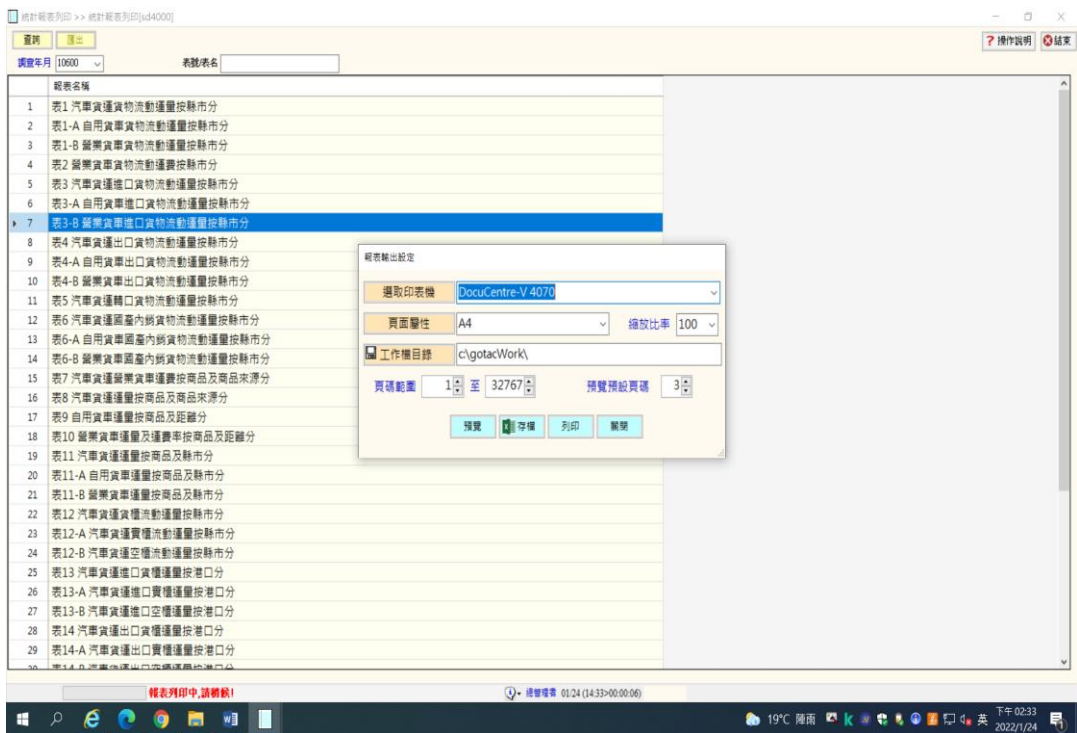 統計報表列印 >> 統計報表列印[sd4000]
查詢 匯出 操作說明 結束
調查年月 10600 表號/表名
報表名稱
1 表1 汽車貨運貨物流動運量按縣市分
2 表1-A 自用貨車貨物流動運量按縣市分
3 表1-B 營業貨車貨物流動運量按縣市分
4 表2 營業貨車貨物流動運費按縣市分
5 表3 汽車貨運進口貨物流動運量按縣市分
6 表3-A 自用貨車進口貨物流動運量按縣市分
7 表3-B 營業貨車進口貨物流動運量按縣市分
8 表4 汽車貨運出口貨物流動運量按縣市分
9 表4-A 自用貨車出口貨物流動運量按縣市分
10 表4-B 營業貨車出口貨物流動運量按縣市分
11 表5 汽車貨運轉口貨物流動運量按縣市分
12 表6 汽車貨運國產內銷貨物流動運量按縣市分
13 表6-A 自用貨車國產內銷貨物流動運量按縣市分
14 表6-B 營業貨車國產內銷貨物流動運量按縣市分
15 表7 汽車貨運營業貨車運費按商品及商品來源分
16 表8 汽車貨運運量按商品及商品來源分
17 表9 自用貨車運量按商品及距離分
18 表10 營業貨車運量及運費率按商品及距離分
19 表11 汽車貨運運量按商品及縣市分
20 表11-A 自用貨車運量按商品及縣市分
21 表11-B 營業貨車運量按商品及縣市分
22 表12 汽車貨運貨櫃流動運量按縣市分
23 表12-A 汽車貨運實櫃流動運量按縣市分
24 表12-B 汽車貨運空櫃流動運量按縣市分
25 表13 汽車貨運進口貨櫃運量按港口分
26 表13-A 汽車貨運進口實櫃運量按港口分
27 表13-B 汽車貨運進口空櫃運量按港口分
28 表14 汽車貨運出口貨櫃運量按港口分
29 表14-A 汽車貨運出口實櫃運量按港口分
30 表14-B 汽車貨運出口空櫃運量按港口分
報表輸出設定
選取印表機 DocuCentre-V 4070
頁面屬性 A4 縮放比率 100
工作檔目錄 c:\gotacWork\
頁碼範圍 1 至 32767 預覽預設頁碼 3
預覽 存檔 列印 關閉
報表列印中,請稍候! 總管理者 01/24 (14:33>00:00:06)
19°C 陣雨 英 下午 02:33
2022/1/24